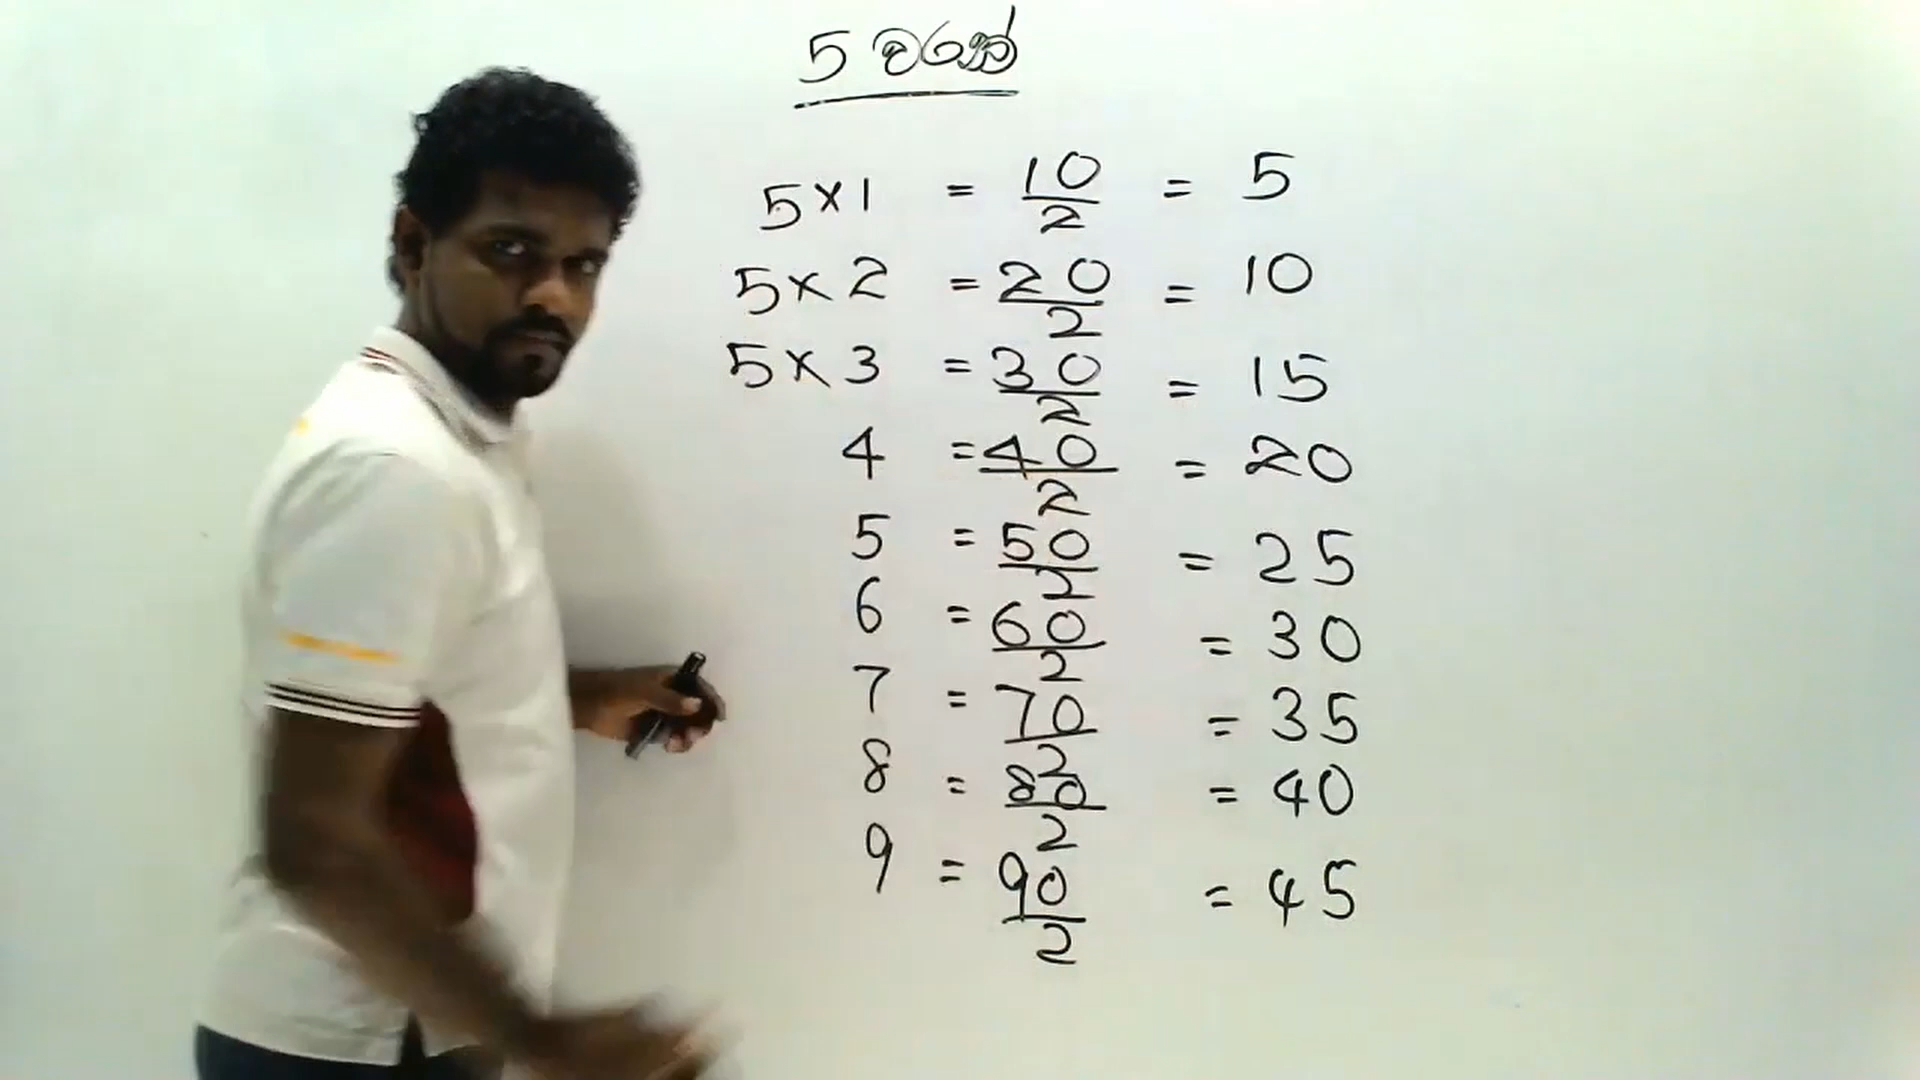 5 වරක්
5 × 1 = 10/2 = 5
5 × 2 = 20/2 = 10
5 × 3 = 30/2 = 15
4 = 40/2 = 20
5 = 50/2 = 25
6 = 60/2 = 30
7 = 70/2 = 35
8 = 80/2 = 40
9 = 90/2 = 45